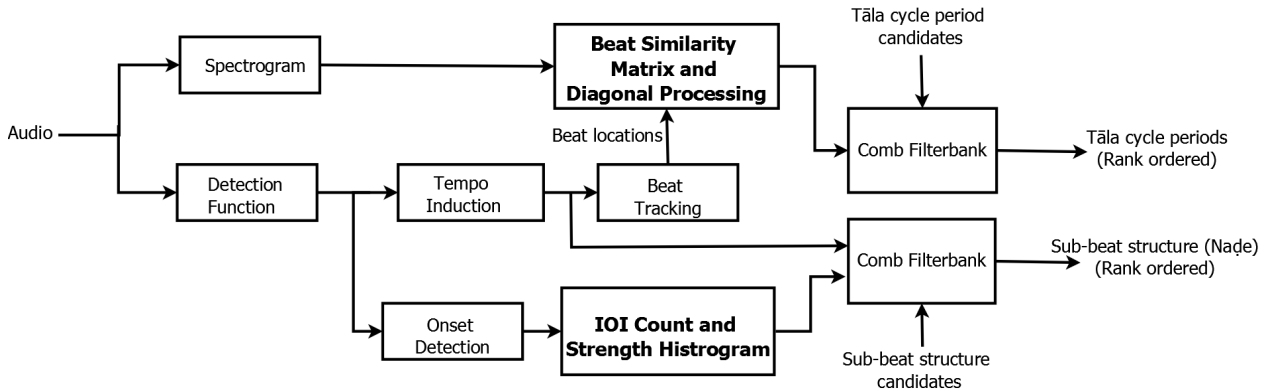 Tāla cycle period
candidates
Beat Similarity
Matrix and
Diagonal Processing
Spectrogram
Audio
Beat locations
Comb Filterbank
Tāla cycle periods
(Rank ordered)
Detection
Function
Tempo
Induction
Beat
Tracking
Comb Filterbank
Sub-beat structure (Naḍe)
(Rank ordered)
Onset
Detection
IOI Count and
Strength Histrogram
Sub-beat structure
candidates